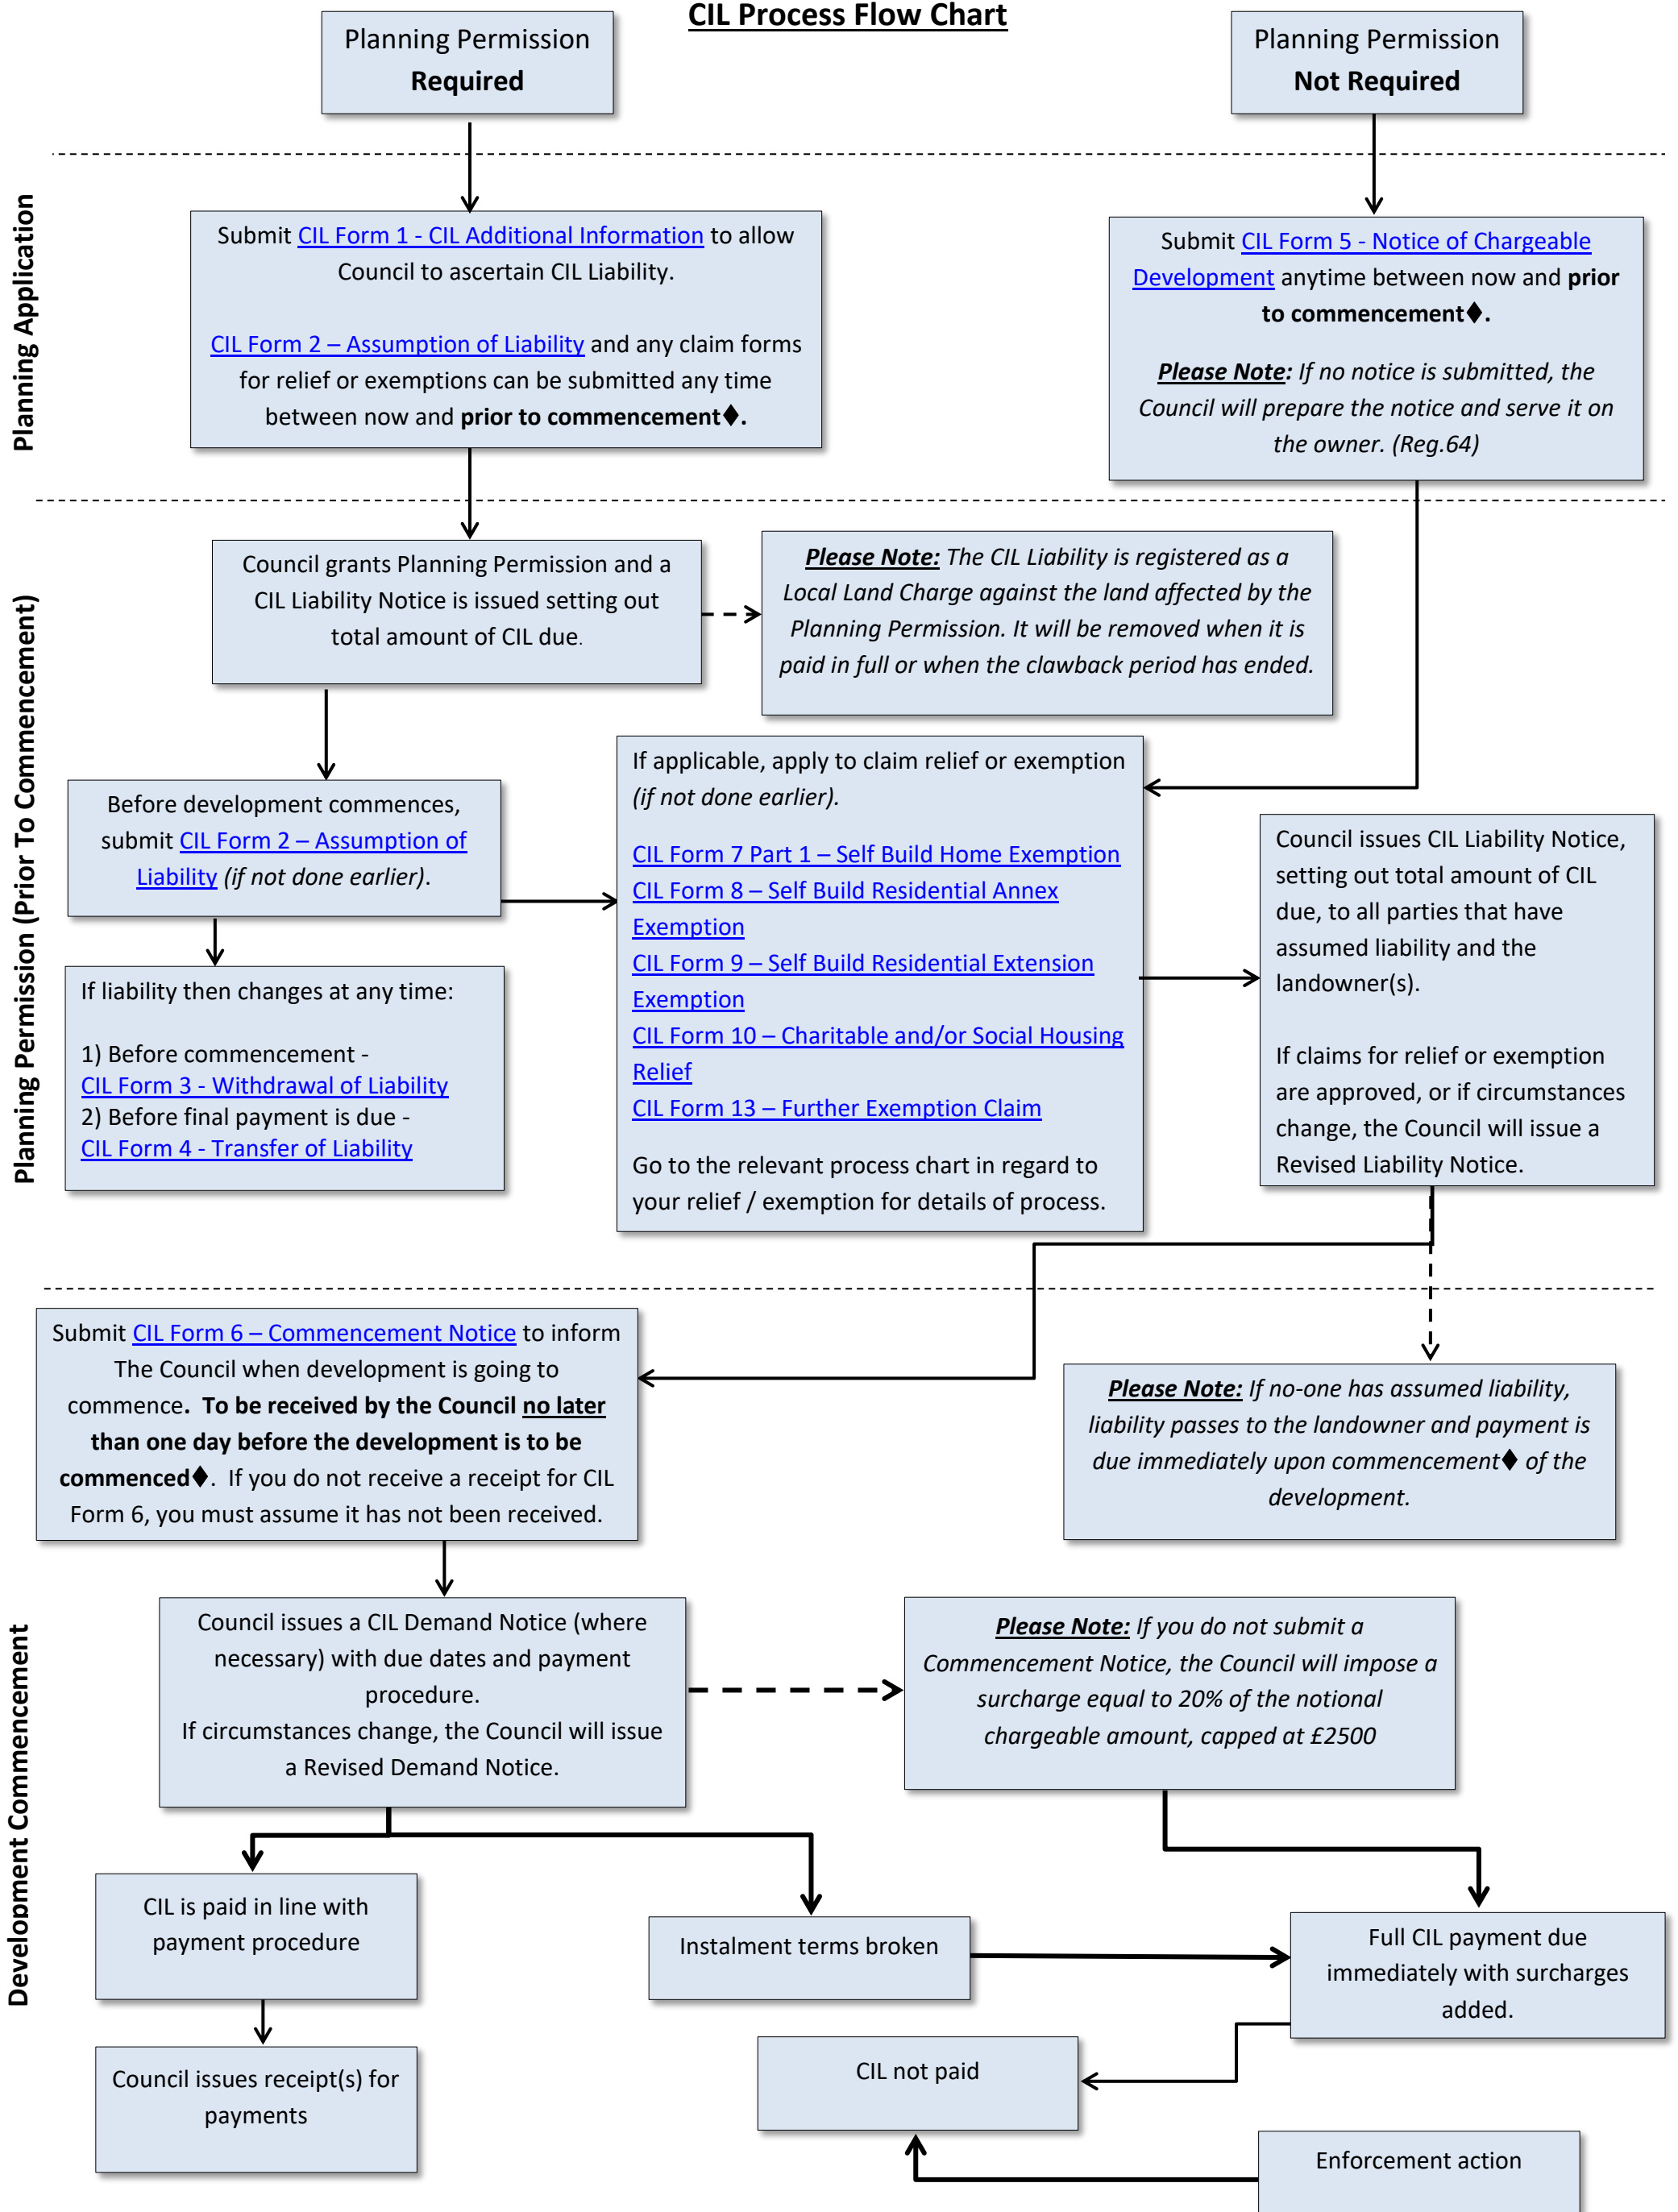 CIL Process Flow Chart
Planning Permission
Required
Planning Permission
Not Required
Planning Application
Submit CIL Form 1 - CIL Additional Information to allow
Council to ascertain CIL Liability.
CIL Form 2 – Assumption of Liability and any claim forms
for relief or exemptions can be submitted any time
between now and prior to commencement♦.
Submit CIL Form 5 - Notice of Chargeable
Development anytime between now and prior
to commencement♦.
Please Note: If no notice is submitted, the
Council will prepare the notice and serve it on
the owner. (Reg.64)
Planning Permission (Prior To Commencement)
Council grants Planning Permission and a
CIL Liability Notice is issued setting out
total amount of CIL due.
Please Note: The CIL Liability is registered as a
Local Land Charge against the land affected by the
Planning Permission. It will be removed when it is
paid in full or when the clawback period has ended.
Before development commences,
submit CIL Form 2 – Assumption of
Liability (if not done earlier).
If liability then changes at any time:
1) Before commencement -
CIL Form 3 - Withdrawal of Liability
2) Before final payment is due -
CIL Form 4 - Transfer of Liability
If applicable, apply to claim relief or exemption
(if not done earlier).
CIL Form 7 Part 1 – Self Build Home Exemption
CIL Form 8 – Self Build Residential Annex
Exemption
CIL Form 9 – Self Build Residential Extension
Exemption
CIL Form 10 – Charitable and/or Social Housing
Relief
CIL Form 13 – Further Exemption Claim
Go to the relevant process chart in regard to
your relief / exemption for details of process.
Council issues CIL Liability Notice,
setting out total amount of CIL
due, to all parties that have
assumed liability and the
landowner(s).
If claims for relief or exemption
are approved, or if circumstances
change, the Council will issue a
Revised Liability Notice.
Development Commencement
Submit CIL Form 6 – Commencement Notice to inform
The Council when development is going to
commence. To be received by the Council no later
than one day before the development is to be
commenced♦. If you do not receive a receipt for CIL
Form 6, you must assume it has not been received.
Please Note: If no-one has assumed liability,
liability passes to the landowner and payment is
due immediately upon commencement♦ of the
development.
Council issues a CIL Demand Notice (where
necessary) with due dates and payment
procedure.
If circumstances change, the Council will issue
a Revised Demand Notice.
Please Note: If you do not submit a
Commencement Notice, the Council will impose a
surcharge equal to 20% of the notional
chargeable amount, capped at £2500
CIL is paid in line with
payment procedure
Instalment terms broken
Full CIL payment due
immediately with surcharges
added.
Council issues receipt(s) for
payments
CIL not paid
Enforcement action